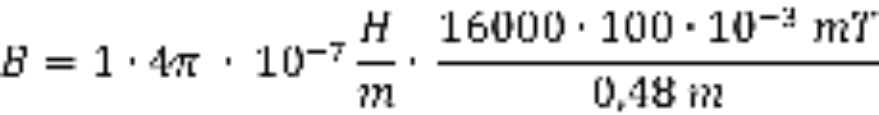 B = 1 · 4π · 10⁻⁷ H/m · (16000 · 100 · 10⁻³ mT)/(0,48 m)